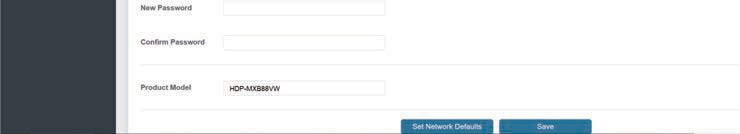 New Password
Confirm Password
Product Model HDP-MXB88VW
Set Network Defaults Save